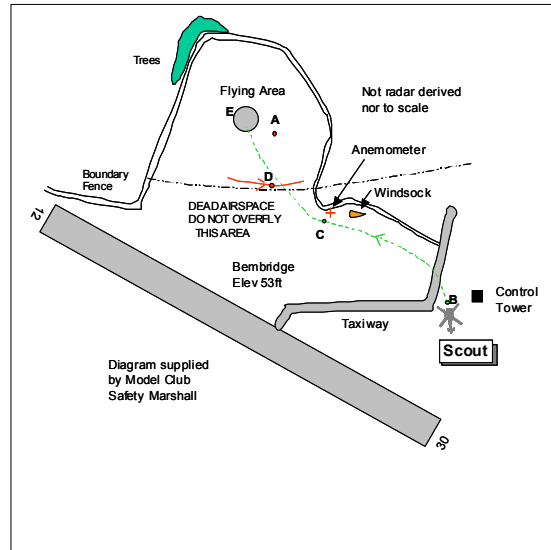 Trees
Flying Area
E
A
Not radar derived
nor to scale
Anemometer
Boundary
Fence
D
Windsock
DEAD AIRSPACE
DO NOT OVERFLY
THIS AREA
C
12
Bembridge
Elev 53ft
B
Control
Tower
Taxiway
Scout
Diagram supplied
by Model Club
Safety Marshall
30